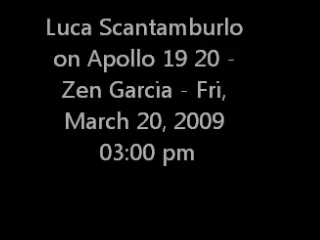 Luca Scantamburlo
on Apollo 19 20 -
Zen Garcia - Fri,
March 20, 2009
03:00 pm